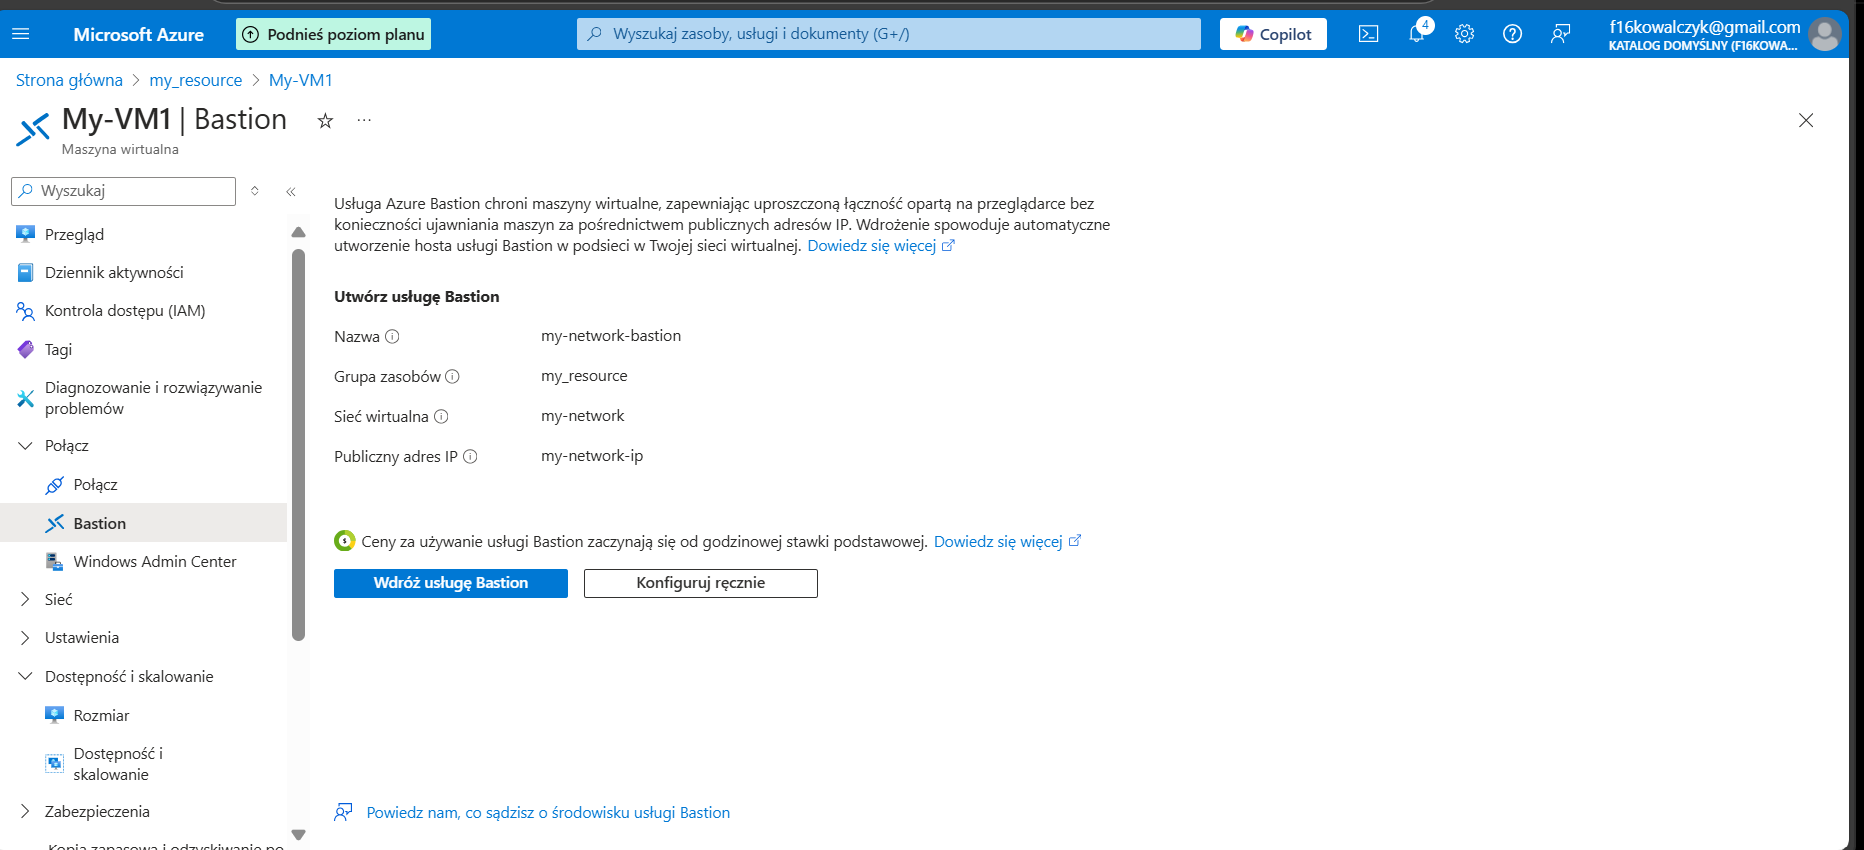 Microsoft Azure
Podnieś poziom planu
Wyszukaj zasoby, usługi i dokumenty (G+/)
Copilot
4
f16kowalczyk@gmail.com
KATALOG DOMYŚLNY (F16KOWA...
Strona główna > my_resource > My-VM1
My-VM1 | Bastion
Maszyna wirtualna
Wyszukaj
Przegląd
Dziennik aktywności
Kontrola dostępu (IAM)
Tagi
Diagnozowanie i rozwiązywanie
problemów
Połącz
Połącz
Bastion
Windows Admin Center
Sieć
Ustawienia
Dostępność i skalowanie
Rozmiar
Dostępność i
skalowanie
Zabezpieczenia
Kopia zapasowa i odzyskiwanie po
Usługa Azure Bastion chroni maszyny wirtualne, zapewniając uproszczoną łączność opartą na przeglądarce bez
konieczności ujawniania maszyn za pośrednictwem publicznych adresów IP. Wdrożenie spowoduje automatyczne
utworzenie hosta usługi Bastion w podsieci w Twojej sieci wirtualnej. Dowiedz się więcej
Utwórz usługę Bastion
Nazwa my-network-bastion
Grupa zasobów my_resource
Sieć wirtualna my-network
Publiczny adres IP my-network-ip
Ceny za używanie usługi Bastion zaczynają się od godzinowej stawki podstawowej. Dowiedz się więcej
Wdróż usługę Bastion
Konfiguruj ręcznie
Powiedz nam, co sądzisz o środowisku usługi Bastion